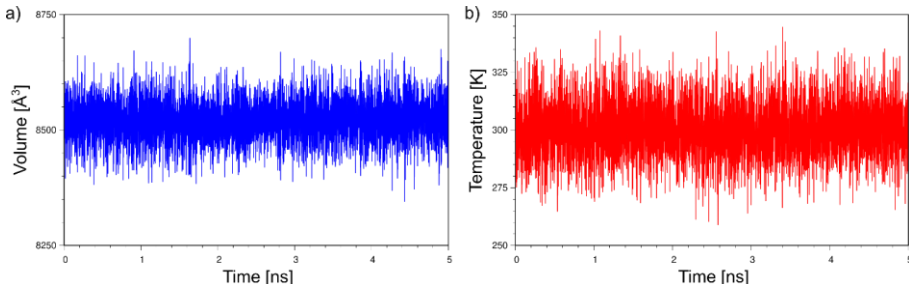 a)
Volume [Å³]
8750
8500
8250
0 1 2 3 4 5
Time [ns]
b)
Temperature [K]
350
325
300
275
250
0 1 2 3 4 5
Time [ns]